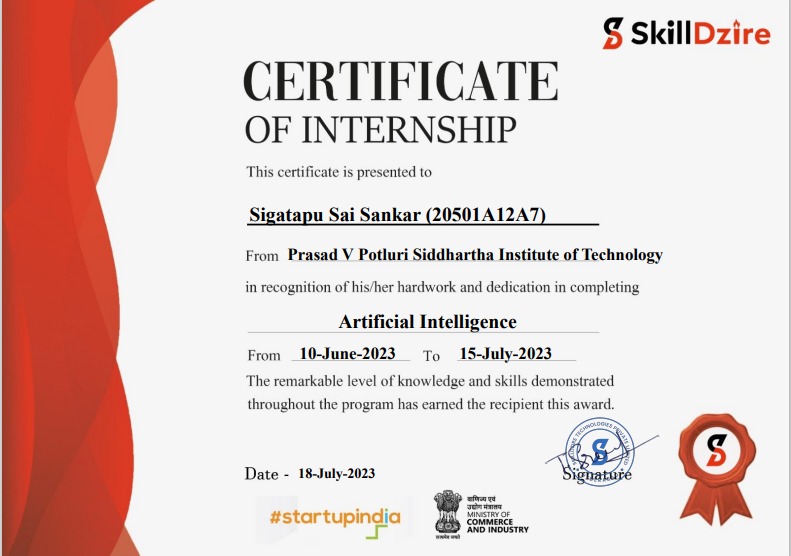 SkillDzire
CERTIFICATE
OF INTERNSHIP
This certificate is presented to
Sigatapu Sai Sankar (20501A12A7)
From Prasad V Potluri Siddhartha Institute of Technology
in recognition of his/her hardwork and dedication in completing
Artificial Intelligence
From 10-June-2023 To 15-July-2023
The remarkable level of knowledge and skills demonstrated
throughout the program has earned the recipient this award.
Signature
Date - 18-July-2023
#startupindia
वाणिज्य एवं
उद्योग मंत्रालय
MINISTRY OF
COMMERCE
AND INDUSTRY
सत्यमेव जयते